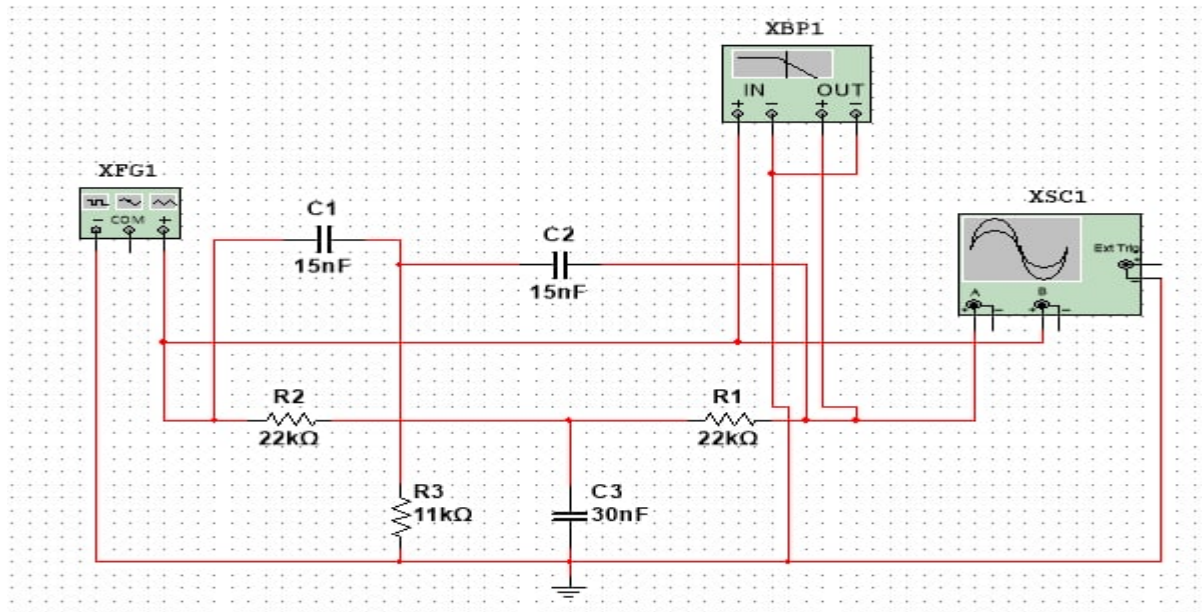 XBP1
IN OUT
+ − + −
XFG1
− COM +
C1
15nF
C2
15nF
XSC1
Ext Trig
+
−
A B
+ − + −
R2
22kΩ
R1
22kΩ
R3
11kΩ
C3
30nF